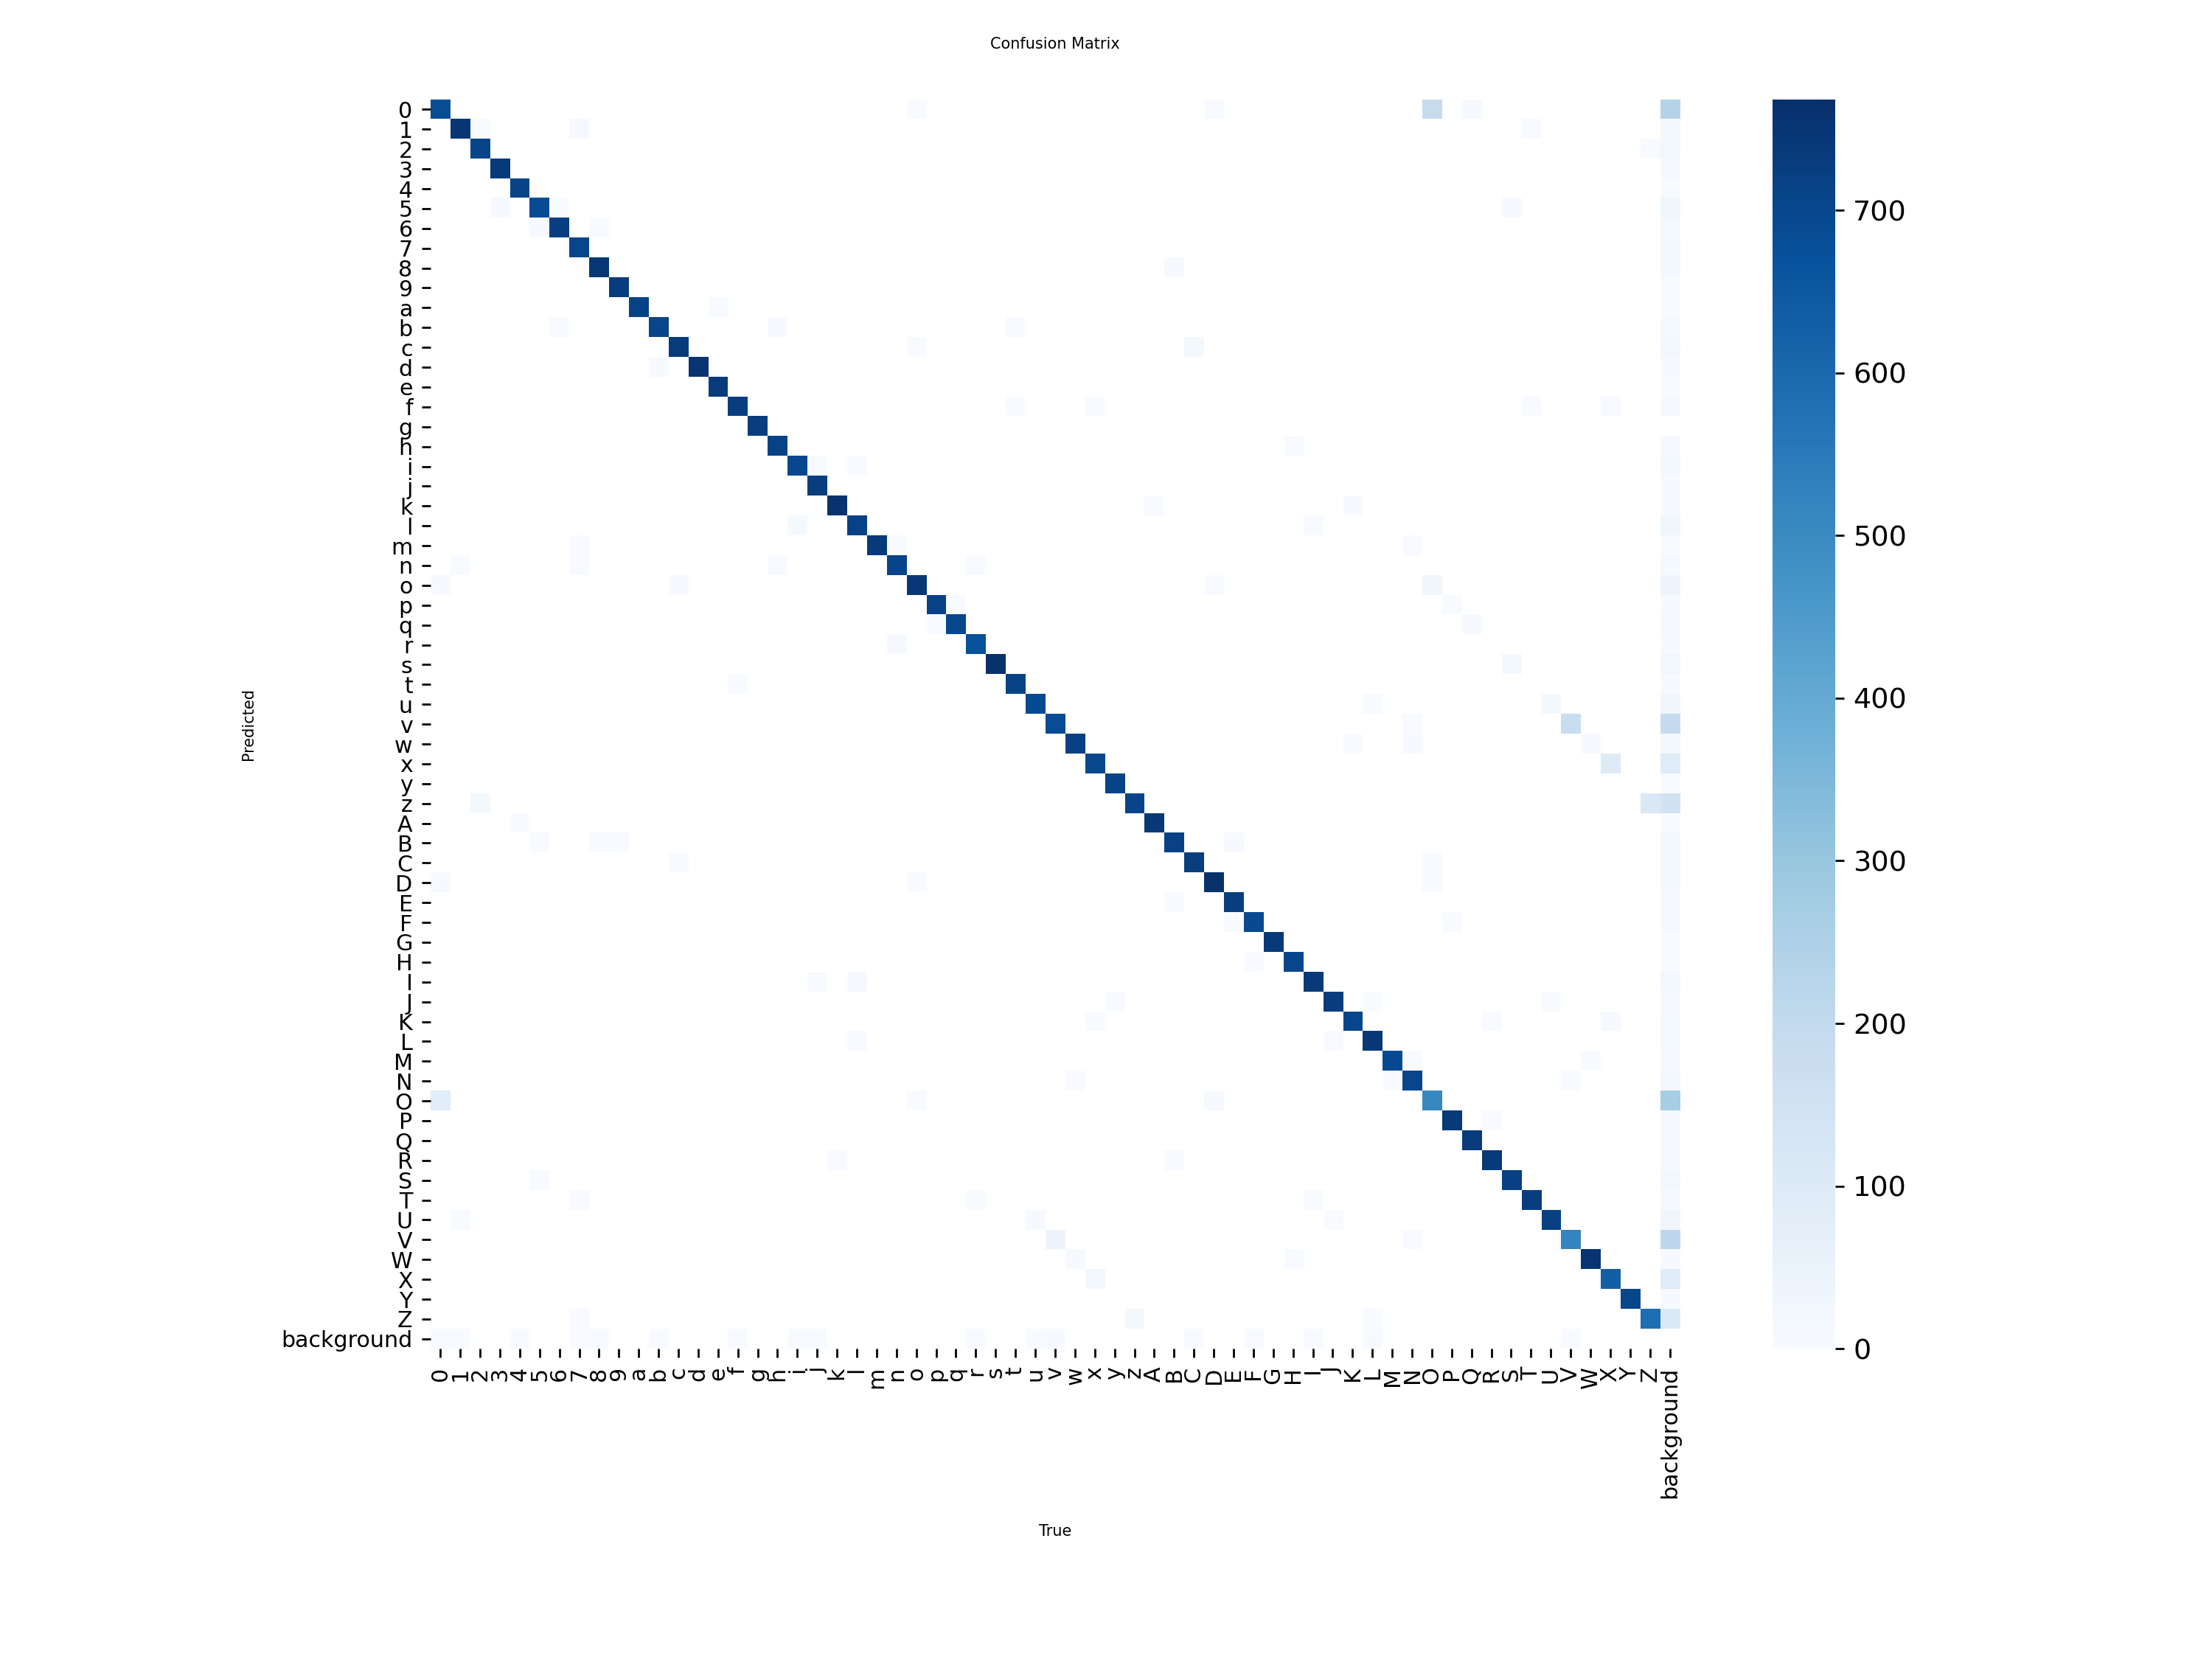 Confusion Matrix
0
1
2
3
4
5
6
7
8
9
a
b
c
d
e
f
g
h
i
j
k
l
m
n
o
p
q
r
s
t
u
v
w
x
y
z
A
B
C
D
E
F
G
H
I
J
K
L
M
N
O
P
Q
R
S
T
U
V
W
X
Y
Z
background
Predicted
0 1 2 3 4 5 6 7 8 9 a b c d e f g h i j k l m n o p q r s t u v w x y z A B C D E F G H I J K L M N O P Q R S T U V W X Y Z background
True
700
600
500
400
300
200
100
0